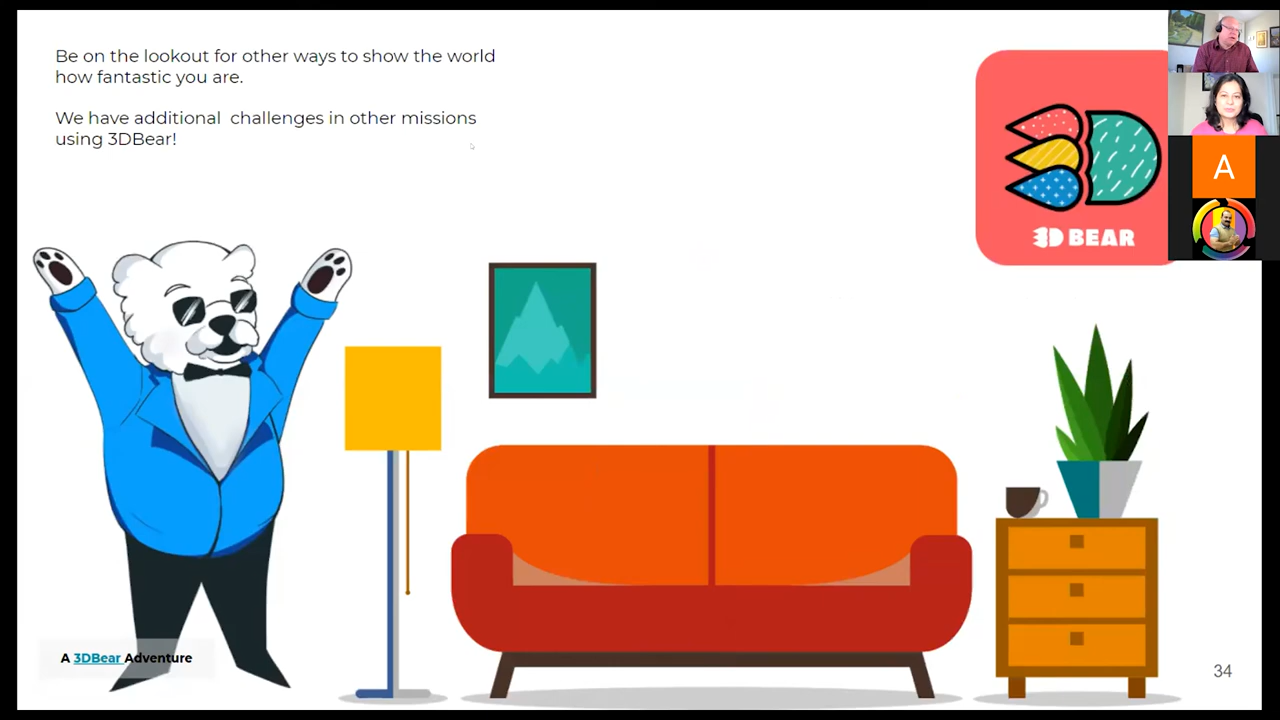 Be on the lookout for other ways to show the world
how fantastic you are.
We have additional challenges in other missions
using 3DBear!
3D BEAR
A
A 3DBear Adventure
34